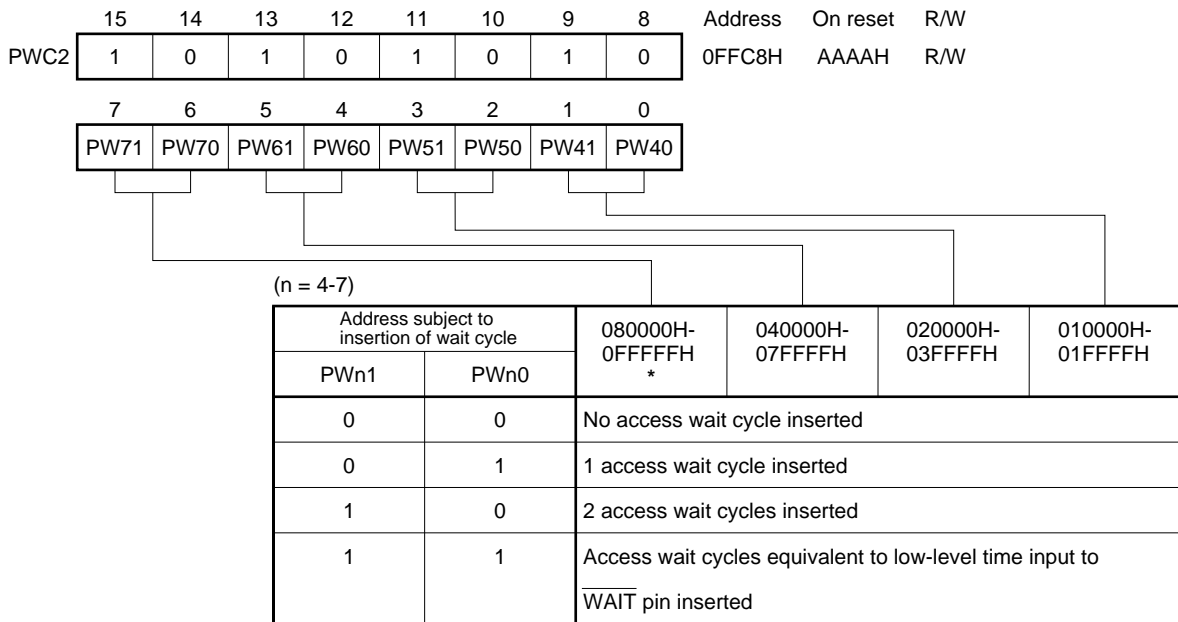 15 14 13 12 11 10 9 8 Address On reset R/W
PWC2 1 0 1 0 1 0 1 0 0FFC8H AAAAH R/W
7 6 5 4 3 2 1 0
PW71 PW70 PW61 PW60 PW51 PW50 PW41 PW40
(n = 4-7)
Address subject to
insertion of wait cycle
080000H-
0FFFFFH
*
040000H-
07FFFFH
020000H-
03FFFFH
010000H-
01FFFFH
PWn1 PWn0
0 0 No access wait cycle inserted
0 1 1 access wait cycle inserted
1 0 2 access wait cycles inserted
1 1 Access wait cycles equivalent to low-level time input to
WAIT pin inserted